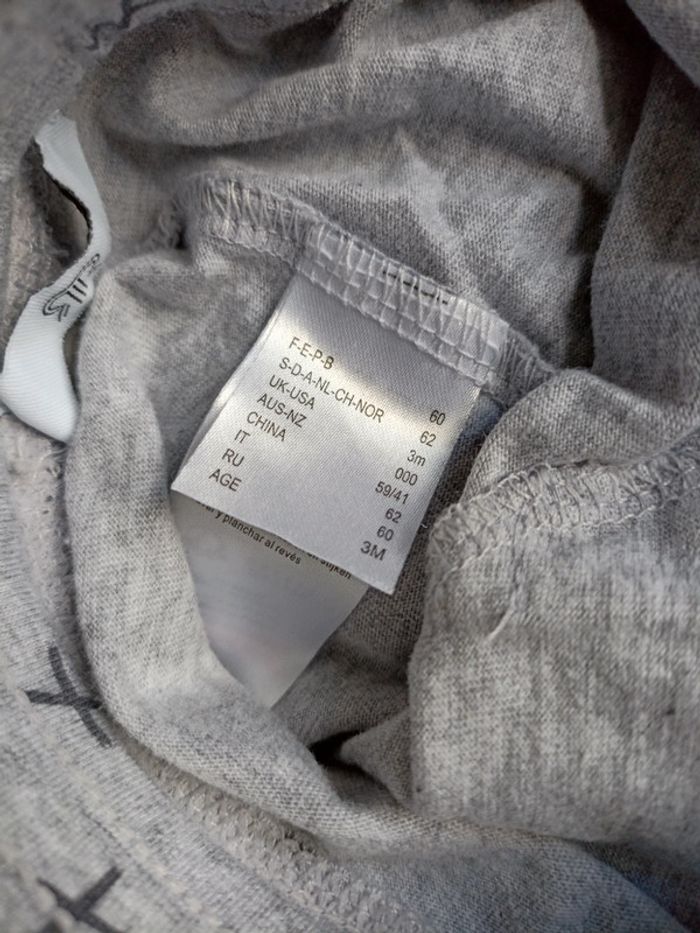 F-E-P-B 60
S-D-A-NL-CH-NOR 62
UK-USA 3m
AUS-NZ 000
CHINA 59/41
IT 62
RU 60
AGE 3M
strijken
y planchar al revés